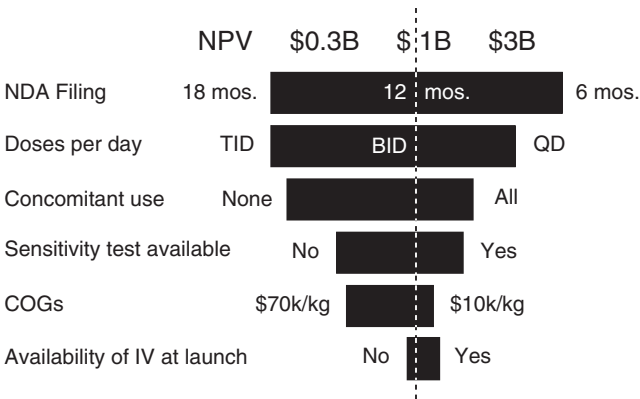 NPV $0.3B $1B $3B
NDA Filing 18 mos. 12 mos. 6 mos.
Doses per day TID BID QD
Concomitant use None All
Sensitivity test available No Yes
COGs $70k/kg $10k/kg
Availability of IV at launch No Yes